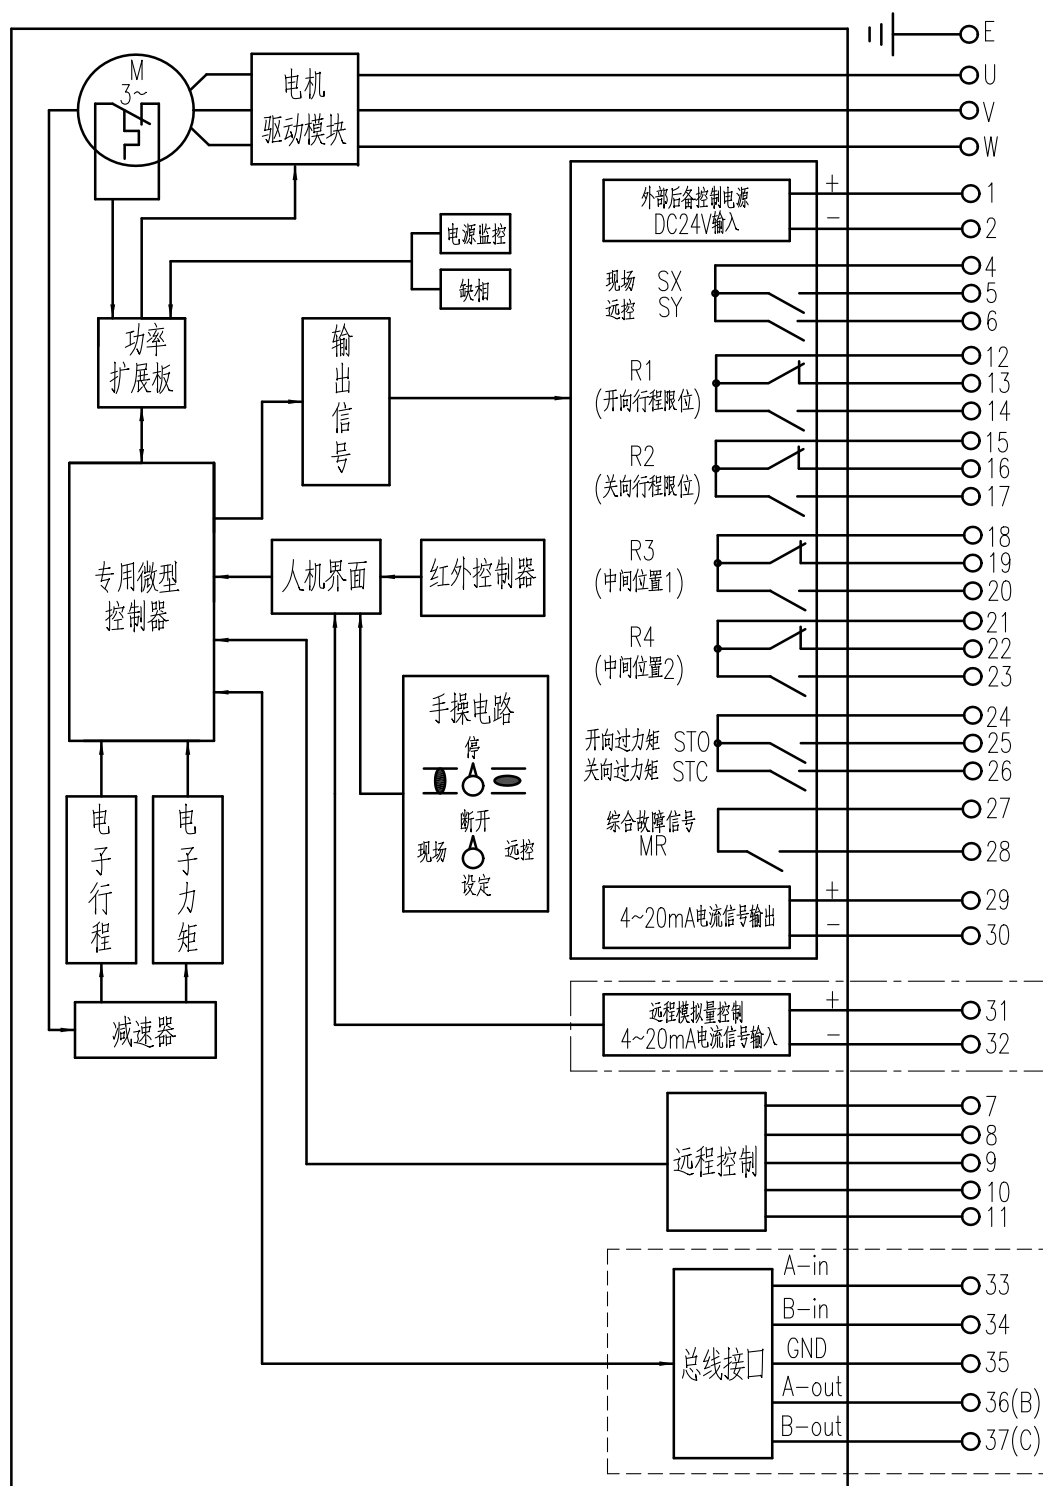 E
M
3~
电机
驱动模块
U
V
W
外部后备控制电源
DC24V输入
+
−
1
2
电源监控
缺相
现场 SX
远控 SY
4
5
6
功率
扩展板
输
出
信
号
R1
(开向行程限位)
12
13
14
R2
(关向行程限位)
15
16
17
专用微型
控制器
人机界面
红外控制器
R3
(中间位置1)
18
19
20
R4
(中间位置2)
21
22
23
手操电路
停
断开
现场
远控
设定
开向过力矩 STO
关向过力矩 STC
24
25
26
综合故障信号
MR
27
28
电
子
行
程
电
子
力
矩
4~20mA电流信号输出
+
−
29
30
减速器
远程模拟量控制
4~20mA电流信号输入
+
−
31
32
远程控制
7
8
9
10
11
总线接口
A−in
33
B−in
34
GND
35
A−out
36(B)
B−out
37(C)